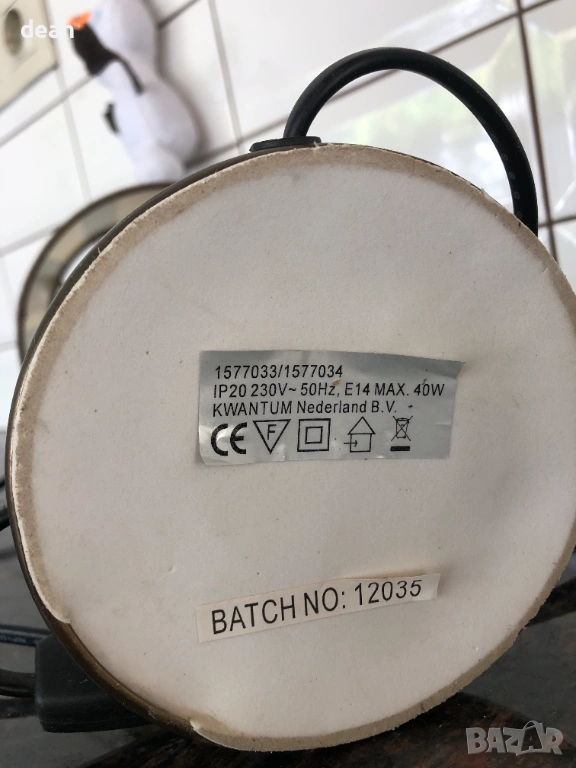 dean
1577033/1577034
IP20 230V~ 50Hz, E14 MAX. 40W
KWANTUM Nederland B.V.
CE F
BATCH NO: 12035
BAZAR